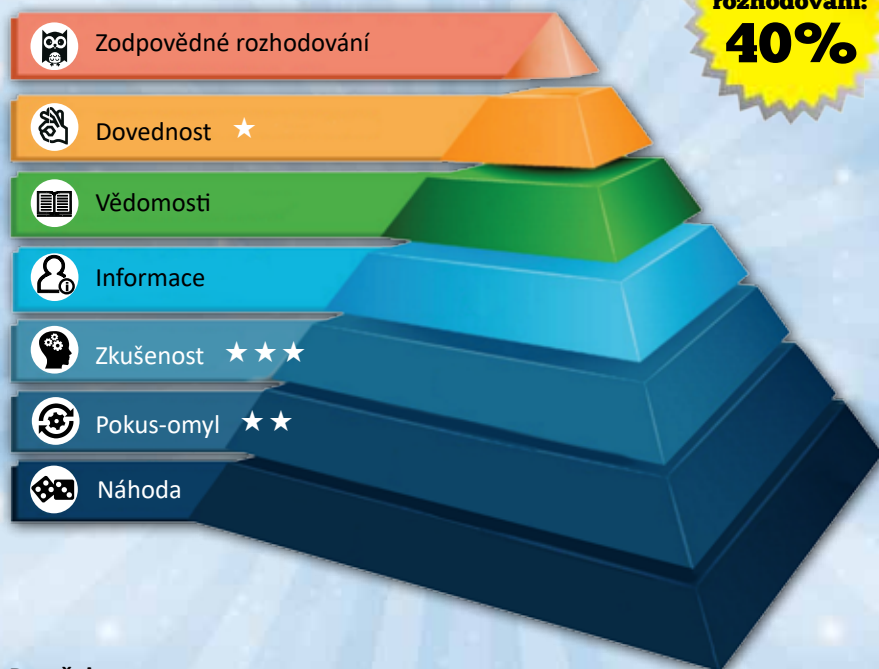 rozhodování:
40%
Zodpovědné rozhodování
Dovednost ★
Vědomosti
Informace
Zkušenost ★★★
Pokus-omyl ★★
Náhoda